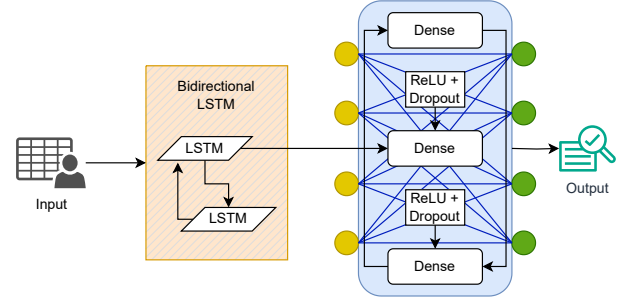 Input
Bidirectional
LSTM
LSTM
LSTM
Dense
ReLU +
Dropout
Dense
ReLU +
Dropout
Dense
Output